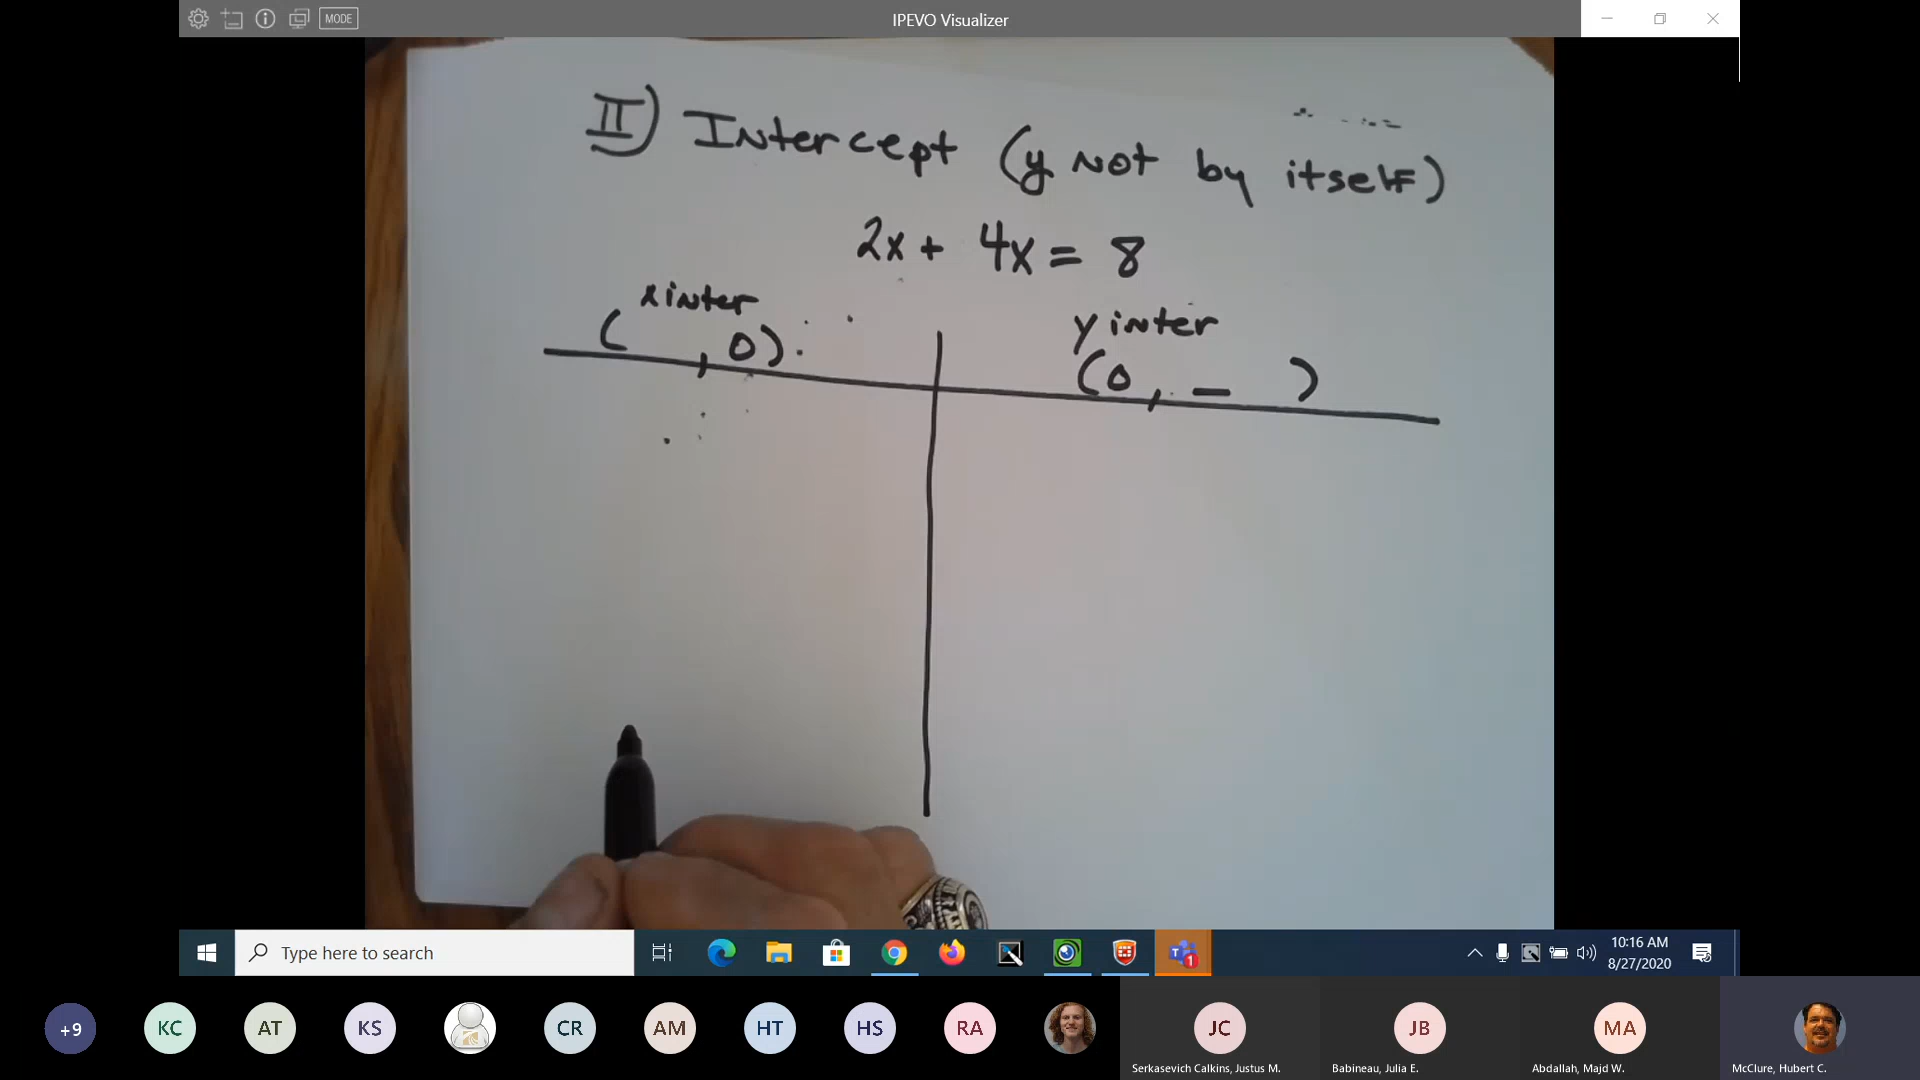 MODE
IPEVO Visualizer
II) Intercept (y not by itself)
2x + 4x = 8
x inter
y inter
( , 0)
(0, _ )
Type here to search
1
10:16 AM
8/27/2020
+9
KC
AT
KS
CR
AM
HT
HS
RA
JC
JB
MA
Serkasevich Calkins, Justus M.
Babineau, Julia E.
Abdallah, Majd W.
McClure, Hubert C.